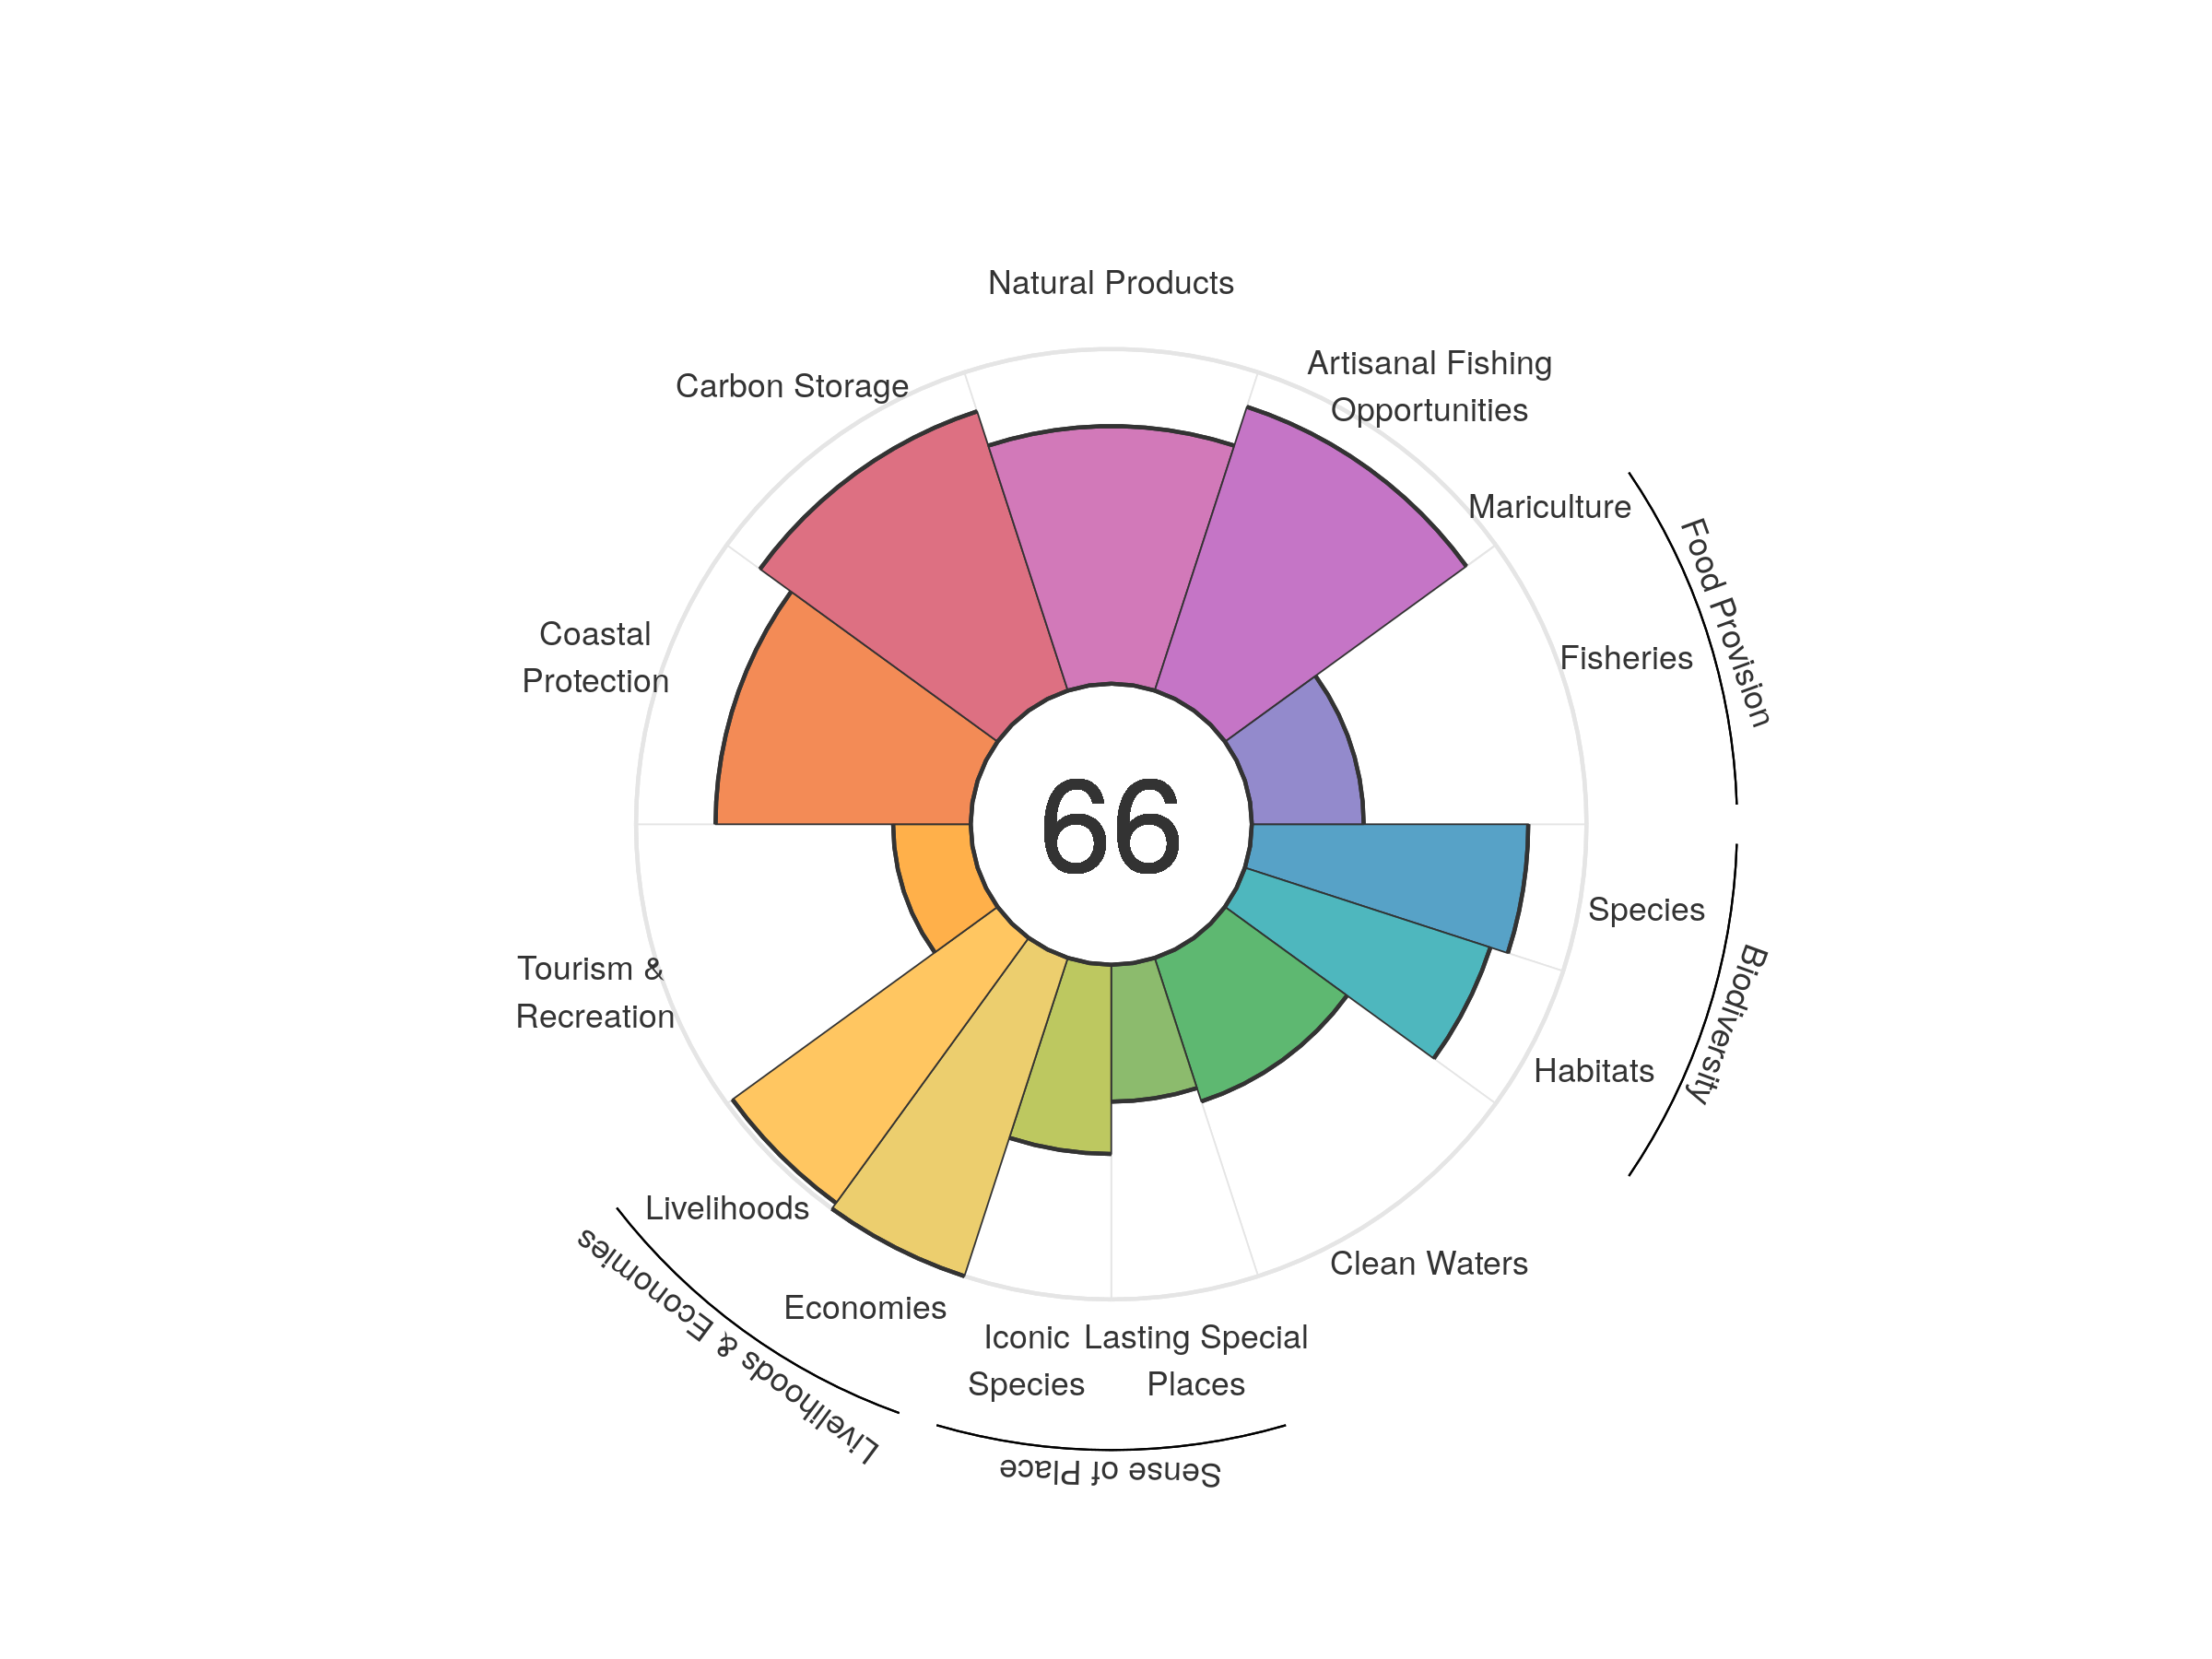 Natural Products
Carbon Storage
Artisanal Fishing
Opportunities
Mariculture
Food Provision
Fisheries
Coastal
Protection
66
Species
Biodiversity
Habitats
Tourism &
Recreation
Livelihoods
Livelihoods & Economies
Economies
Clean Waters
Iconic
Species
Lasting Special
Places
Sense of Place